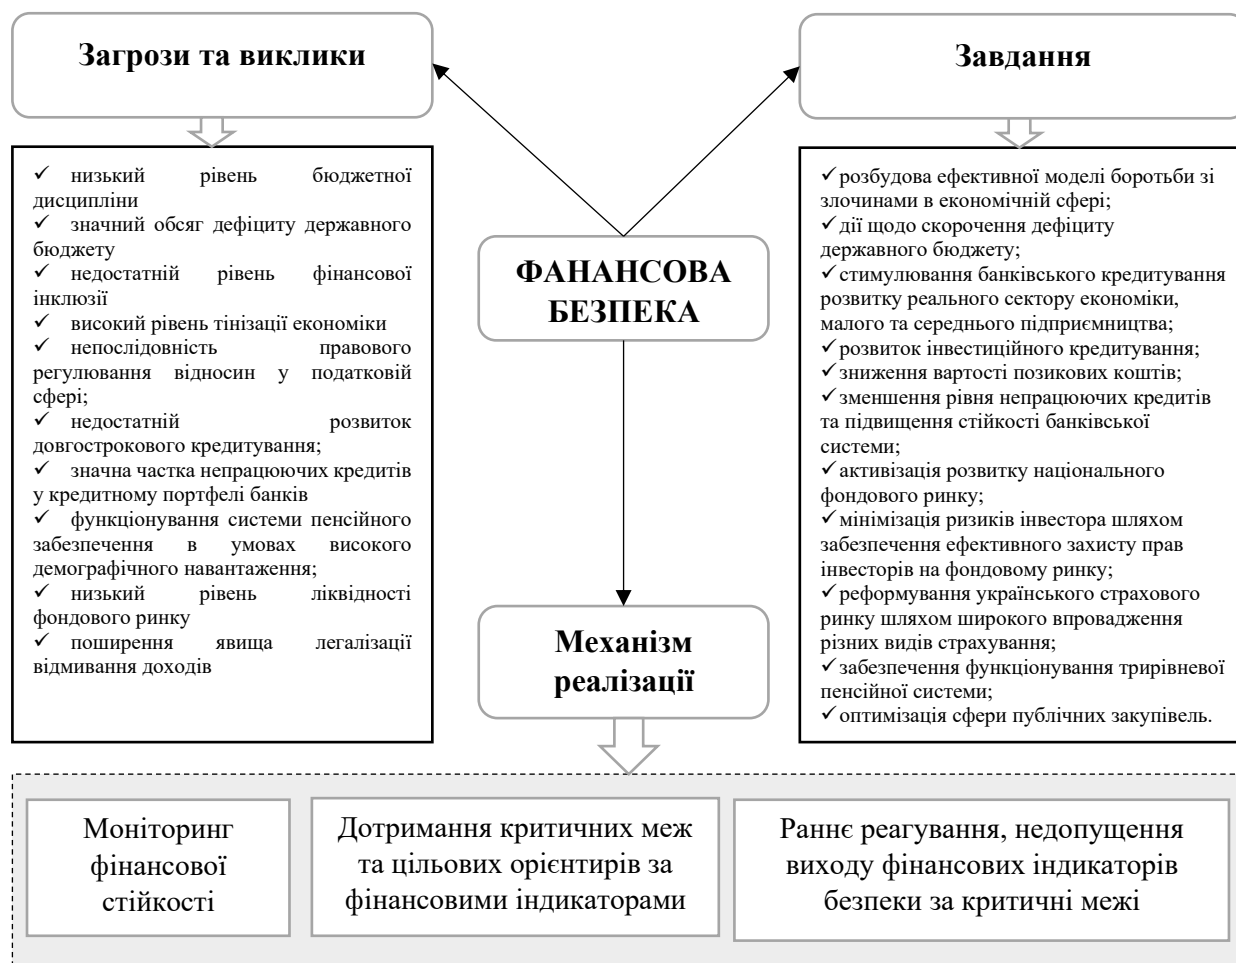 Загрози та виклики
✓ низький рівень бюджетної
дисципліни
✓ значний обсяг дефіциту державного
бюджету
✓ недостатній рівень фінансової
інклюзії
✓ високий рівень тінізації економіки
✓ непослідовність правового
регулювання відносин у податковій
сфері;
✓ недостатній розвиток
довгострокового кредитування;
✓ значна частка непрацюючих кредитів
у кредитному портфелі банків
✓ функціонування системи пенсійного
забезпечення в умовах високого
демографічного навантаження;
✓ низький рівень ліквідності
фондового ринку
✓ поширення явища легалізації
відмивання доходів
ФАНАНСОВА
БЕЗПЕКА
Механізм
реалізації
Завдання
✓розбудова ефективної моделі боротьби зі
злочинами в економічній сфері;
✓дії щодо скорочення дефіциту
державного бюджету;
✓стимулювання банківського кредитування
розвитку реального сектору економіки,
малого та середнього підприємництва;
✓розвиток інвестиційного кредитування;
✓зниження вартості позикових коштів;
✓зменшення рівня непрацюючих кредитів
та підвищення стійкості банківської
системи;
✓активізація розвитку національного
фондового ринку;
✓мінімізація ризиків інвестора шляхом
забезпечення ефективного захисту прав
інвесторів на фондовому ринку;
✓реформування українського страхового
ринку шляхом широкого впровадження
різних видів страхування;
✓забезпечення функціонування трирівневої
пенсійної системи;
✓оптимізація сфери публічних закупівель.
Моніторинг
фінансової
стійкості
Дотримання критичних меж
та цільових орієнтирів за
фінансовими індикаторами
Раннє реагування, недопущення
виходу фінансових індикаторів
безпеки за критичні межі